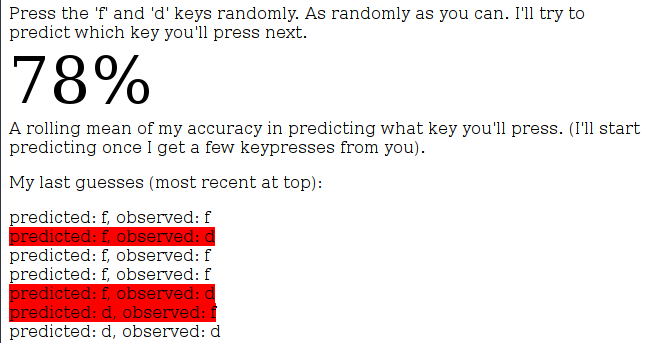 Press the 'f' and 'd' keys randomly. As randomly as you can. I'll try to
predict which key you'll press next.
78%
A rolling mean of my accuracy in predicting what key you'll press. (I'll start
predicting once I get a few keypresses from you).
My last guesses (most recent at top):
predicted: f, observed: f
predicted: f, observed: d
predicted: f, observed: f
predicted: f, observed: f
predicted: f, observed: d
predicted: d, observed: f
predicted: d, observed: d